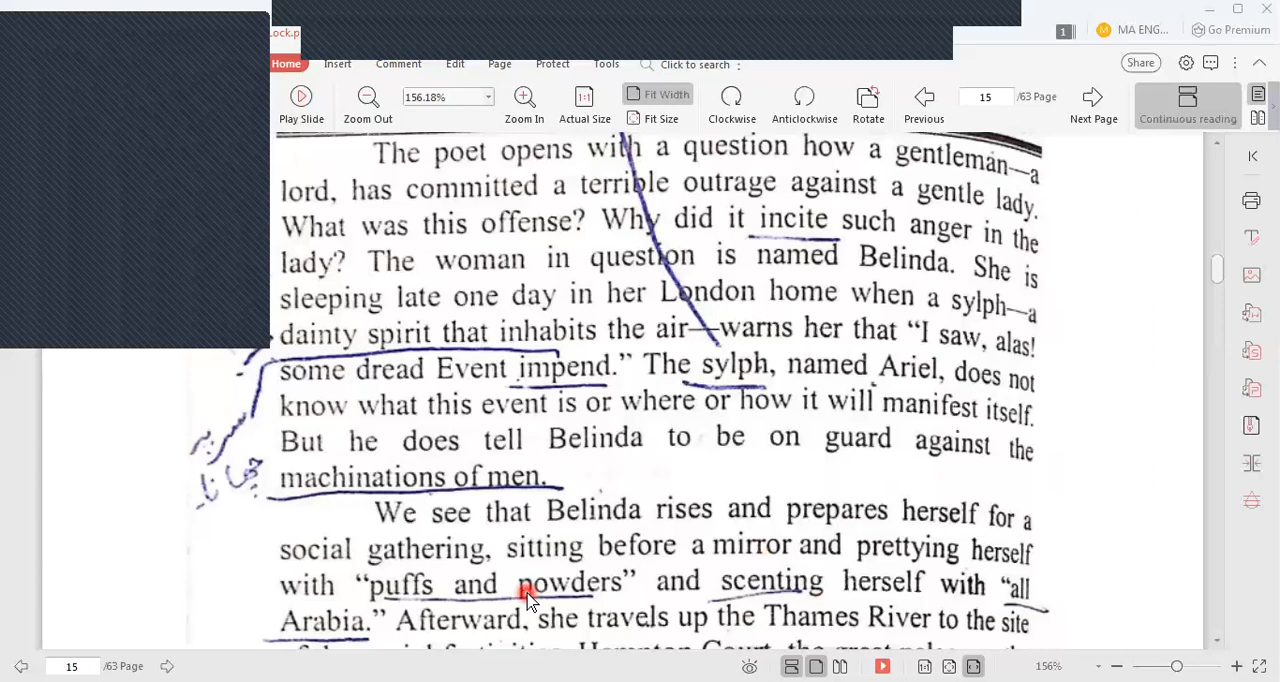 ock.p
1
MA ENG...
Go Premium
Home
Insert
Comment
Edit
Page
Protect
Tools
Click to search
Share
Play Slide
Zoom Out
156.18%
Zoom In
Actual Size
Fit Width
Fit Size
Clockwise
Anticlockwise
Rotate
Previous
15
/63 Page
Next Page
Continuous reading
The poet opens with a question how a gentleman—a
lord, has committed a terrible outrage against a gentle lady.
What was this offense? Why did it incite such anger in the
lady? The woman in question is named Belinda. She is
sleeping late one day in her London home when a sylph—a
dainty spirit that inhabits the air—warns her that “I saw, alas!
some dread Event impend.” The sylph, named Ariel, does not
know what this event is or where or how it will manifest itself.
But he does tell Belinda to be on guard against the
machinations of men.
We see that Belinda rises and prepares herself for a
social gathering, sitting before a mirror and prettying herself
with “puffs and powders” and scenting herself with “all
Arabia.” Afterward, she travels up the Thames River to the site
Hampton Court, the great
15
/63 Page
156%